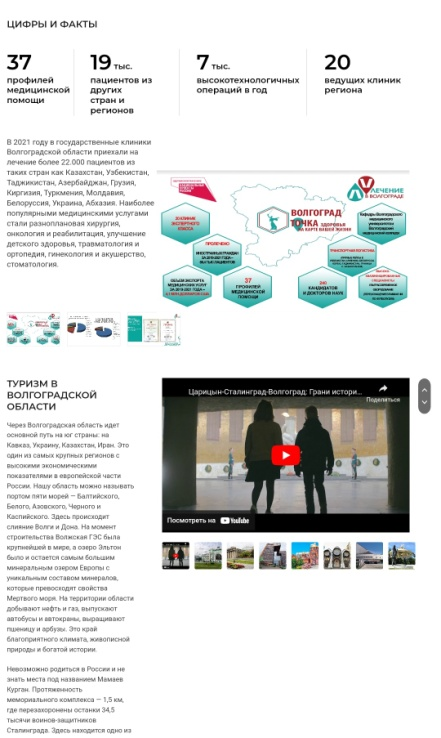 ЦИФРЫ И ФАКТЫ
37
профилей
медицинской
помощи
19 тыс.
пациентов из
других
стран и
регионов
7 тыс.
высокотехнологичных
операций в год
20
ведущих клиник
региона
В 2021 году в государственные клиники
Волгоградской области приехали на
лечение более 22.000 пациентов из
таких стран как Казахстан, Узбекистан,
Таджикистан, Азербайджан, Грузия,
Киргизия, Туркмения, Молдавия,
Белоруссия, Украина, Абхазия. Наиболее
популярными медицинскими услугами
стали разноплановая хирургия,
онкология и реабилитация, улучшение
детского здоровья, травматология и
ортопедия, гинекология и акушерство,
стоматология.
ЛЕЧЕНИЕ
В ВОЛГОГРАДЕ
ВОЛГОГРАД
ТОЧКА ЗДОРОВЬЯ
НА КАРТЕ ВАШЕЙ ЖИЗНИ
37
ПРОФИЛЕЙ
МЕДИЦИНСКОЙ
ПОМОЩИ
КАНДИДАТОВ
И ДОКТОРОВ НАУК
ТУРИЗМ В
ВОЛГОГРАДСКОЙ
ОБЛАСТИ
Через Волгоградская область идет
основной путь на юг страны: на
Кавказ, Украину, Казахстан, Иран. Это
один из самых крупных регионов с
высокими экономическими
показателями в европейской части
России. Нашу область можно называть
портом пяти морей — Балтийского,
Белого, Азовского, Черного и
Каспийского. Здесь происходит
слияние Волги и Дона. На момент
строительства Волжская ГЭС была
крупнейшей в мире, а озеро Эльтон
было и остается самым большим
минеральным озером Европы с
уникальным составом минералов,
которые превосходят свойства
Мертвого моря. На территории области
добывают нефть и газ, выпускают
автобусы и автокраны, выращивают
пшеницу и арбузы. Это край
благоприятного климата, живописной
природы и богатой истории.
Невозможно родиться в России и не
знать места под названием Мамаев
Курган. Протяженность
мемориального комплекса — 1,5 км,
где перезахоронены останки 34,5
тысячи воинов-защитников
Сталинграда. Здесь находится одно из
Царицын-Сталинград-Волгоград: Грани истори...
Поделиться
Посмотреть на YouTube